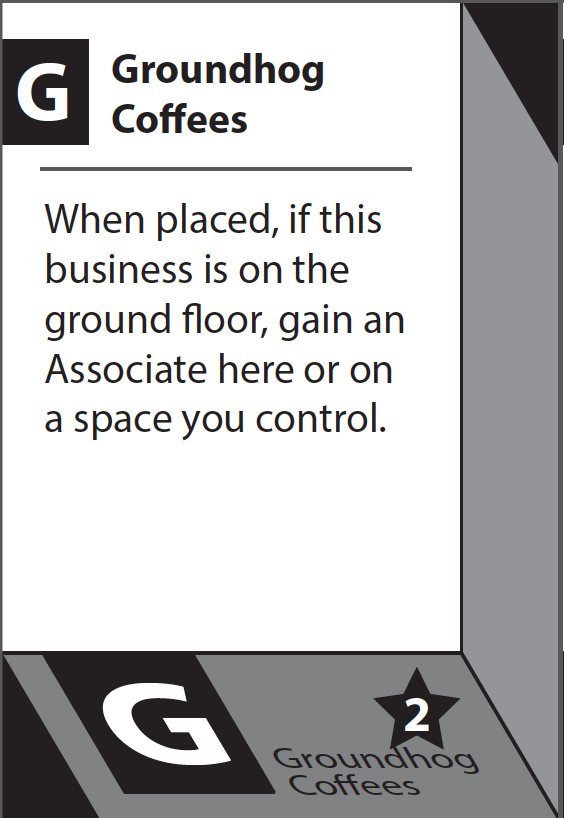 G
Groundhog
Coffees
When placed, if this
business is on the
ground floor, gain an
Associate here or on
a space you control.
G
2
Groundhog
Coffees